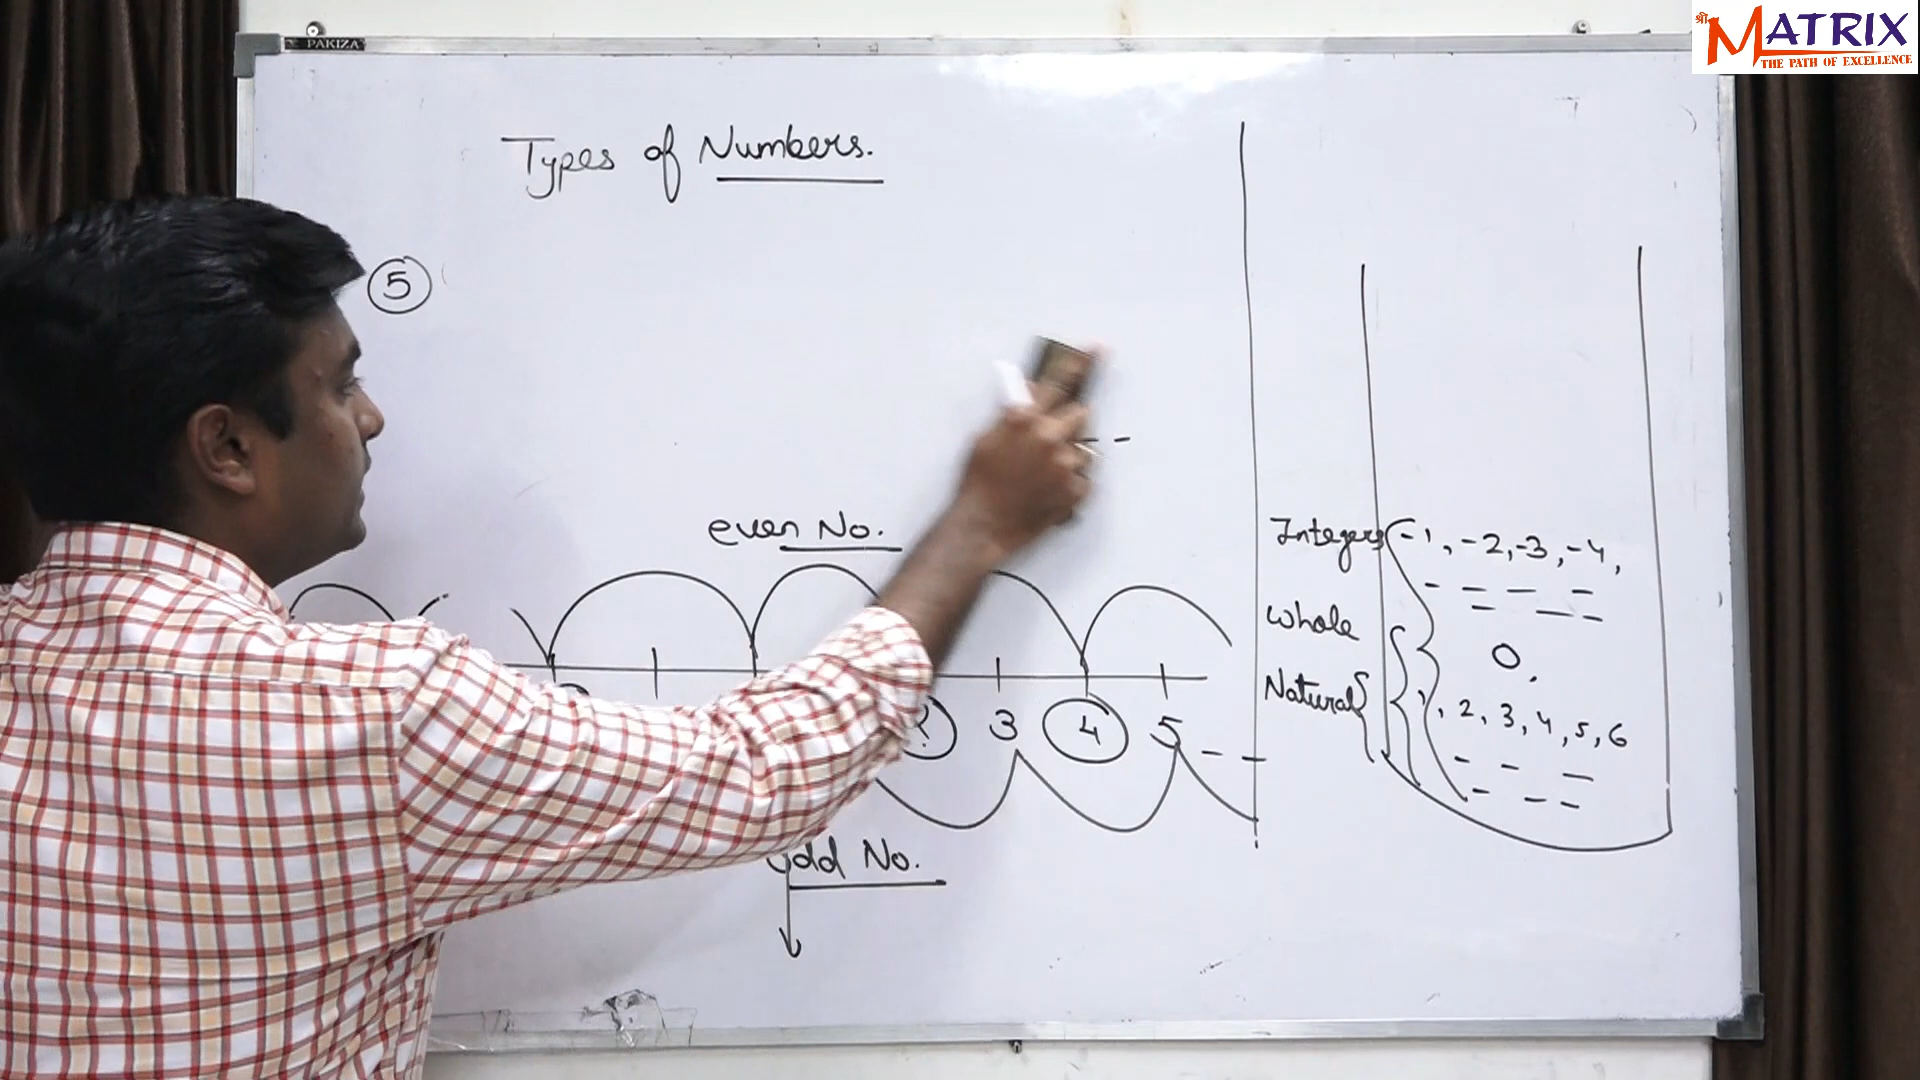 PAKIZA
श्री MATRIX
THE PATH OF EXCELLENCE
Types of Numbers.
5
even No.
2 3 4 5 - -
odd No.
Integers -1, -2, -3, -4,
Whole 0,
Natural 1, 2, 3, 4, 5, 6